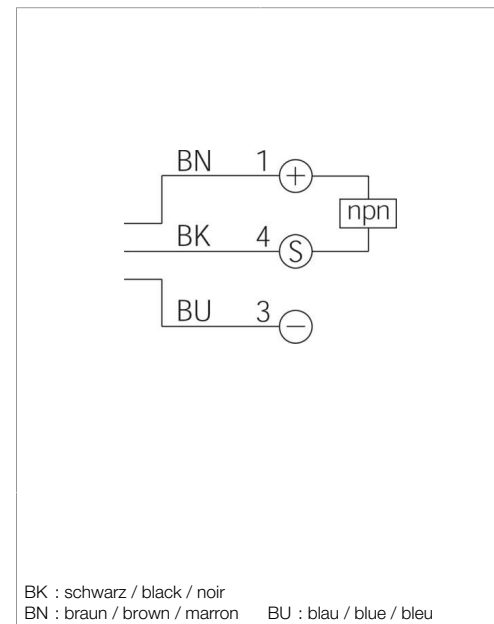 BN 1 +
npn
BK 4 S
BU 3 −
BK : schwarz / black / noir
BN : braun / brown / marron BU : blau / blue / bleu